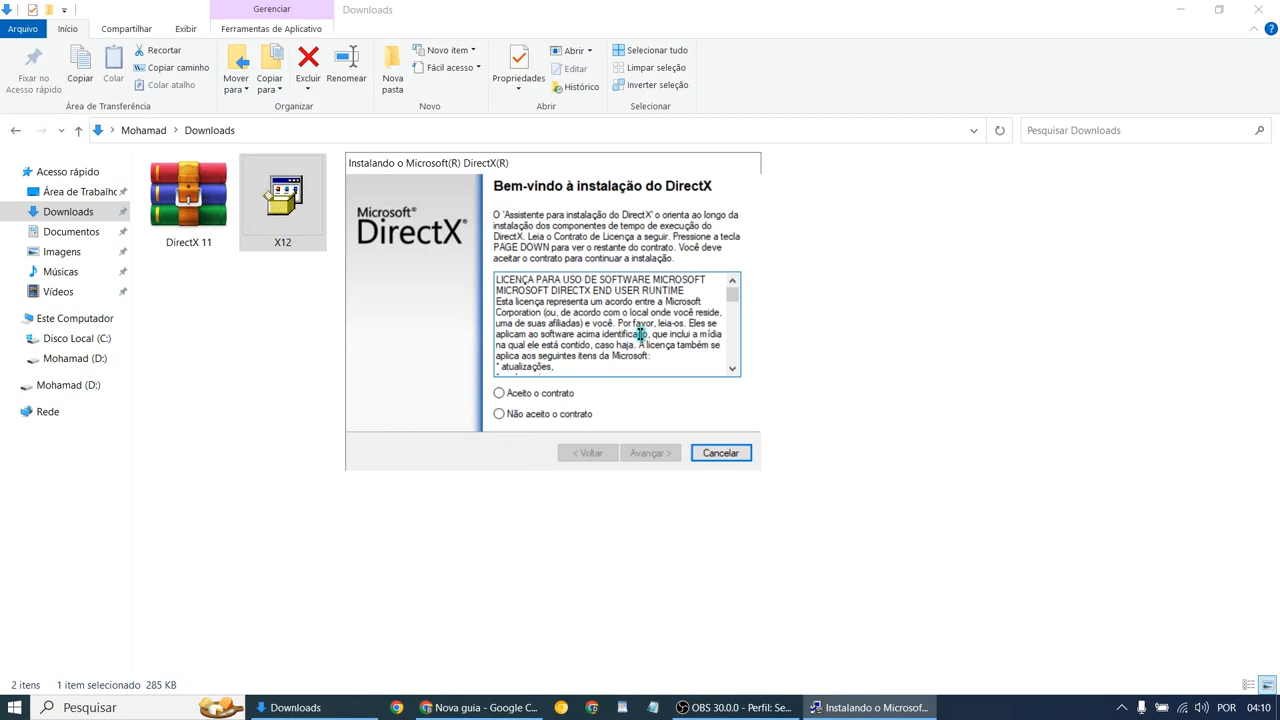 Gerenciar
Downloads
Arquivo
Início
Compartilhar
Exibir
Ferramentas de Aplicativo
Fixar no
Acesso rápido
Copiar
Colar
Recortar
Copiar caminho
Colar atalho
Área de Transferência
Mover
para
Copiar
para
Excluir
Renomear
Organizar
Nova
pasta
Novo item
Fácil acesso
Novo
Propriedades
Abrir
Editar
Histórico
Abrir
Selecionar tudo
Limpar seleção
Inverter seleção
Selecionar
Mohamad
Downloads
Pesquisar Downloads
Acesso rápido
Área de Trabalho
Downloads
Documentos
Imagens
Músicas
Vídeos
Este Computador
Disco Local (C:)
Mohamad (D:)
Mohamad (D:)
Rede
DirectX 11
X12
Instalando o Microsoft(R) DirectX(R)
Microsoft®
DirectX®
Bem-vindo à instalação do DirectX
O 'Assistente para instalação do DirectX' o orienta ao longo da
instalação dos componentes de tempo de execução do
DirectX. Leia o Contrato de Licença a seguir. Pressione a tecla
PAGE DOWN para ver o restante do contrato. Você deve
aceitar o contrato para continuar a instalação.
LICENÇA PARA USO DE SOFTWARE MICROSOFT
MICROSOFT DIRECTX END USER RUNTIME
Esta licença representa um acordo entre a Microsoft
Corporation (ou, de acordo com o local onde você reside,
uma de suas afiliadas) e você. Por favor, leia-os. Eles se
aplicam ao software acima identificado, que inclui a mídia
na qual ele está contido, caso haja. A licença também se
aplica aos seguintes itens da Microsoft:
* atualizações,
Aceito o contrato
Não aceito o contrato
< Voltar
Avançar >
Cancelar
2 itens
1 item selecionado 285 KB
Pesquisar
Downloads
Nova guia - Google C...
OBS 30.0.0 - Perfil: Se...
Instalando o Microsof...
POR
04:10